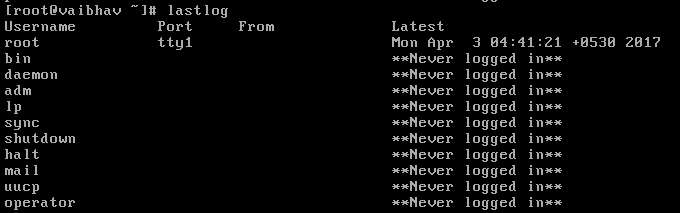 [root@vaibhav ~]# lastlog
Username         Port     From             Latest
root             tty1                      Mon Apr  3 04:41:21 +0530 2017
bin                                        **Never logged in**
daemon                                     **Never logged in**
adm                                        **Never logged in**
lp                                         **Never logged in**
sync                                       **Never logged in**
shutdown                                   **Never logged in**
halt                                       **Never logged in**
mail                                       **Never logged in**
uucp                                       **Never logged in**
operator                                   **Never logged in**